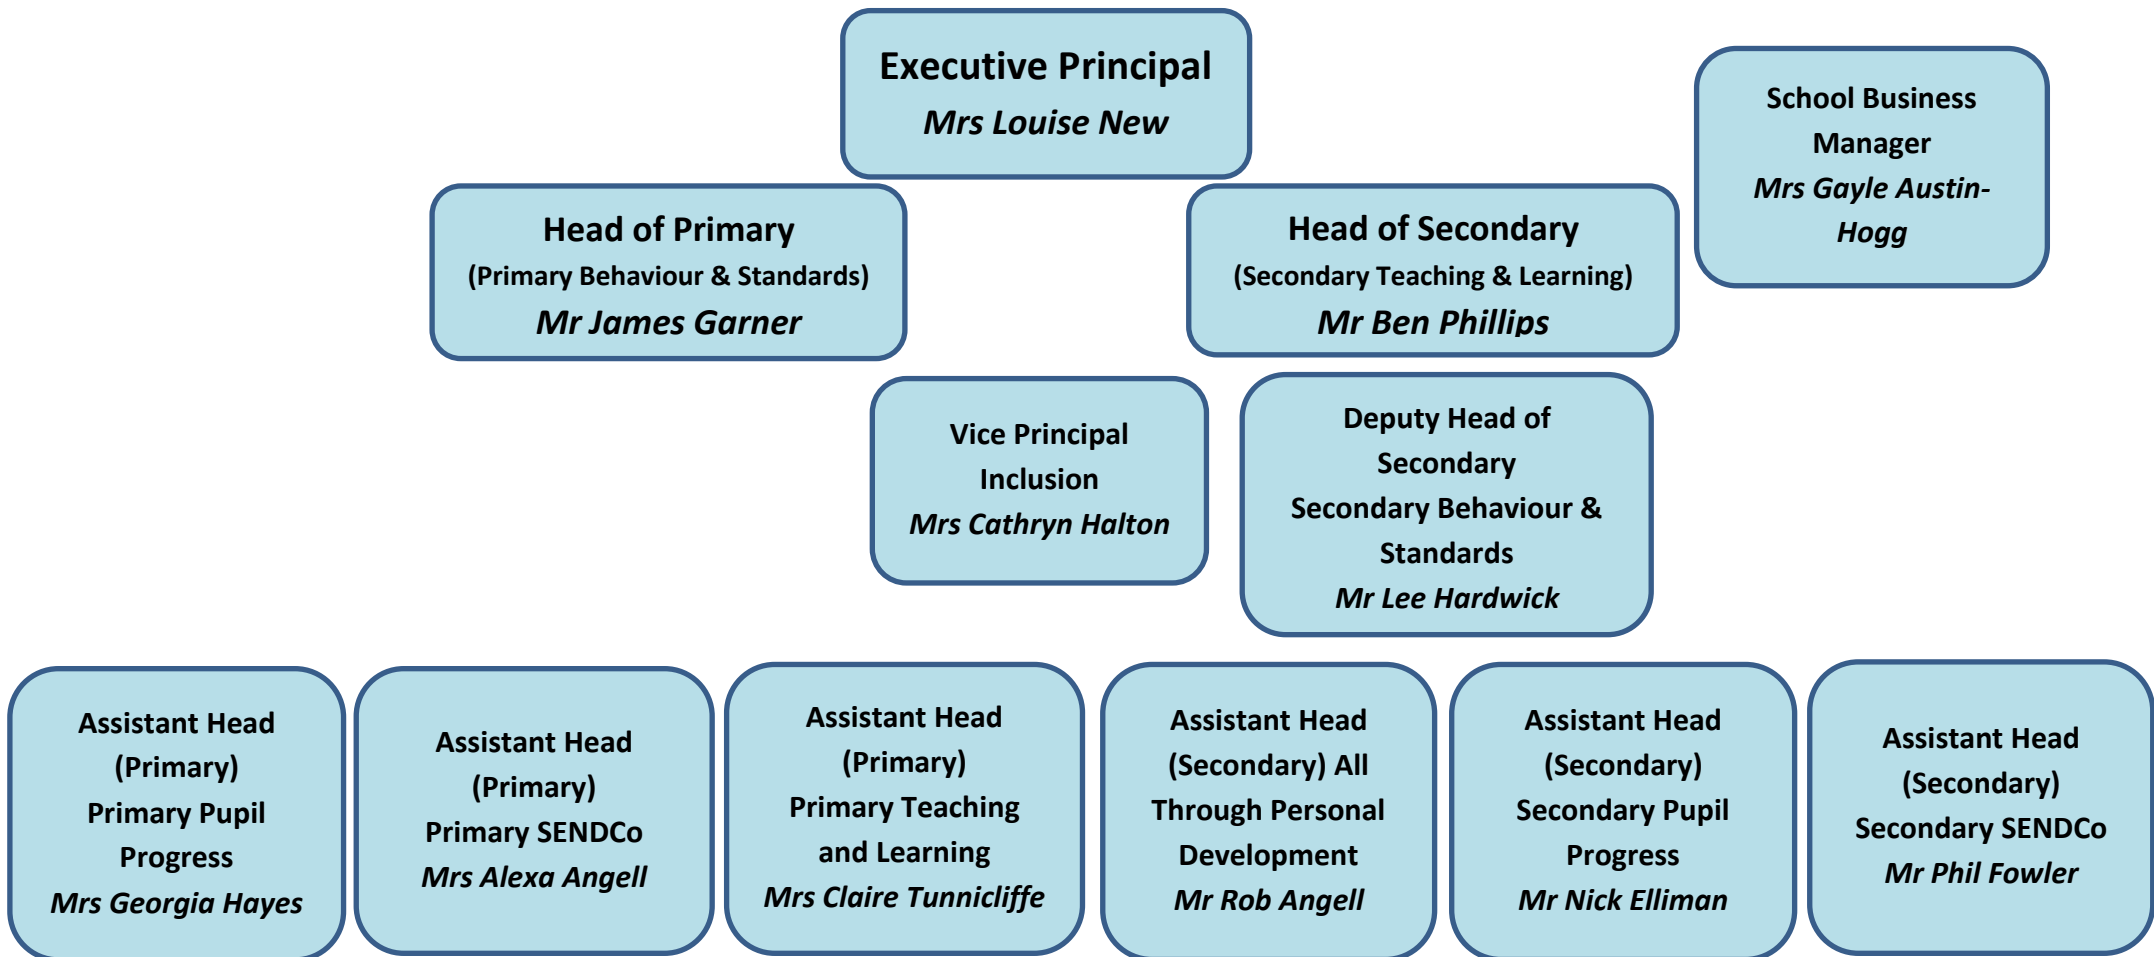 Executive Principal
Mrs Louise New
School Business
Manager
Mrs Gayle Austin-
Hogg
Head of Primary
(Primary Behaviour & Standards)
Mr James Garner
Head of Secondary
(Secondary Teaching & Learning)
Mr Ben Phillips
Vice Principal
Inclusion
Mrs Cathryn Halton
Deputy Head of
Secondary
Secondary Behaviour &
Standards
Mr Lee Hardwick
Assistant Head
(Primary)
Primary Pupil
Progress
Mrs Georgia Hayes
Assistant Head
(Primary)
Primary SENDCo
Mrs Alexa Angell
Assistant Head
(Primary)
Primary Teaching
and Learning
Mrs Claire Tunnicliffe
Assistant Head
(Secondary) All
Through Personal
Development
Mr Rob Angell
Assistant Head
(Secondary)
Secondary Pupil
Progress
Mr Nick Elliman
Assistant Head
(Secondary)
Secondary SENDCo
Mr Phil Fowler